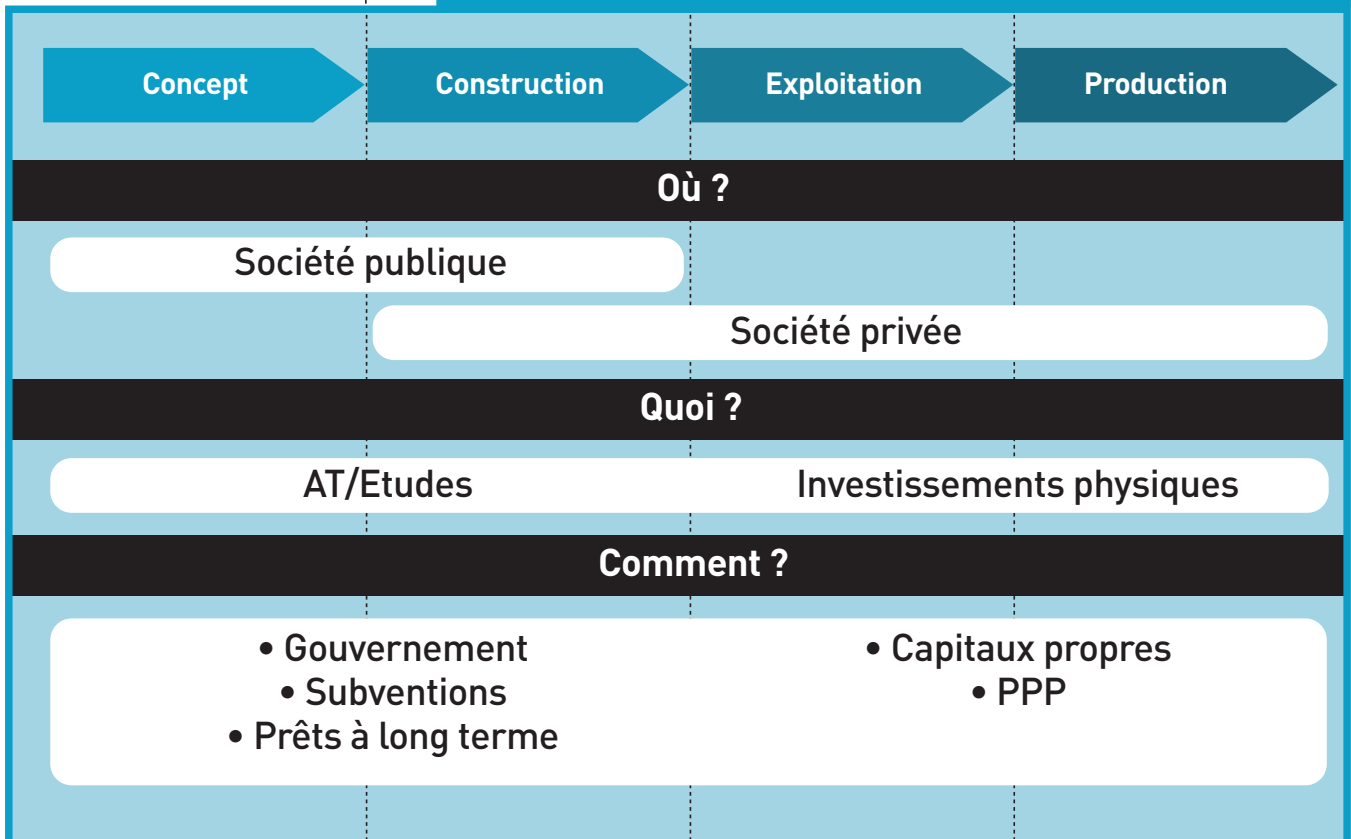 Concept
Construction
Exploitation
Production
Où ?
Société publique
Société privée
Quoi ?
AT/Etudes
Investissements physiques
Comment ?
• Gouvernement
• Subventions
• Prêts à long terme
• Capitaux propres
• PPP